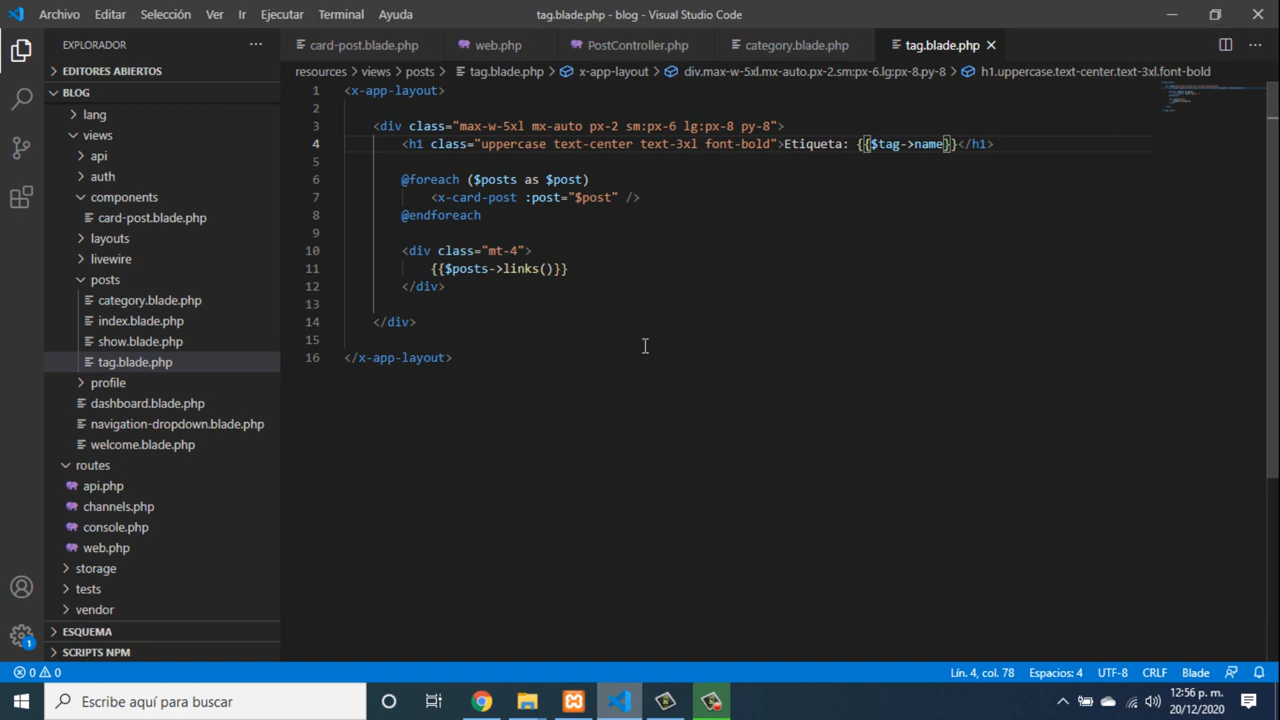 Archivo Editar Selección Ver Ir Ejecutar Terminal Ayuda tag.blade.php - blog - Visual Studio Code
EXPLORADOR ···
card-post.blade.php web.php PostController.php category.blade.php tag.blade.php
EDITORES ABIERTOS
resources > views > posts > tag.blade.php > x-app-layout > div.max-w-5xl.mx-auto.px-2.sm:px-6.lg:px-8.py-8 > h1.uppercase.text-center.text-3xl.font-bold
BLOG
lang
views
api
auth
components
card-post.blade.php
layouts
livewire
posts
category.blade.php
index.blade.php
show.blade.php
tag.blade.php
profile
dashboard.blade.php
navigation-dropdown.blade.php
welcome.blade.php
routes
api.php
channels.php
console.php
web.php
storage
tests
vendor
ESQUEMA
SCRIPTS NPM
1 <x-app-layout>
2
3 <div class="max-w-5xl mx-auto px-2 sm:px-6 lg:px-8 py-8">
4 <h1 class="uppercase text-center text-3xl font-bold">Etiqueta: {{$tag->name}}</h1>
5
6 @foreach ($posts as $post)
7 <x-card-post :post="$post" />
8 @endforeach
9
10 <div class="mt-4">
11 {{$posts->links()}}
12 </div>
13
14 </div>
15
16 </x-app-layout>
1
0 0 Lín. 4, col. 78 Espacios: 4 UTF-8 CRLF Blade
Escribe aquí para buscar
12:56 p. m.
20/12/2020